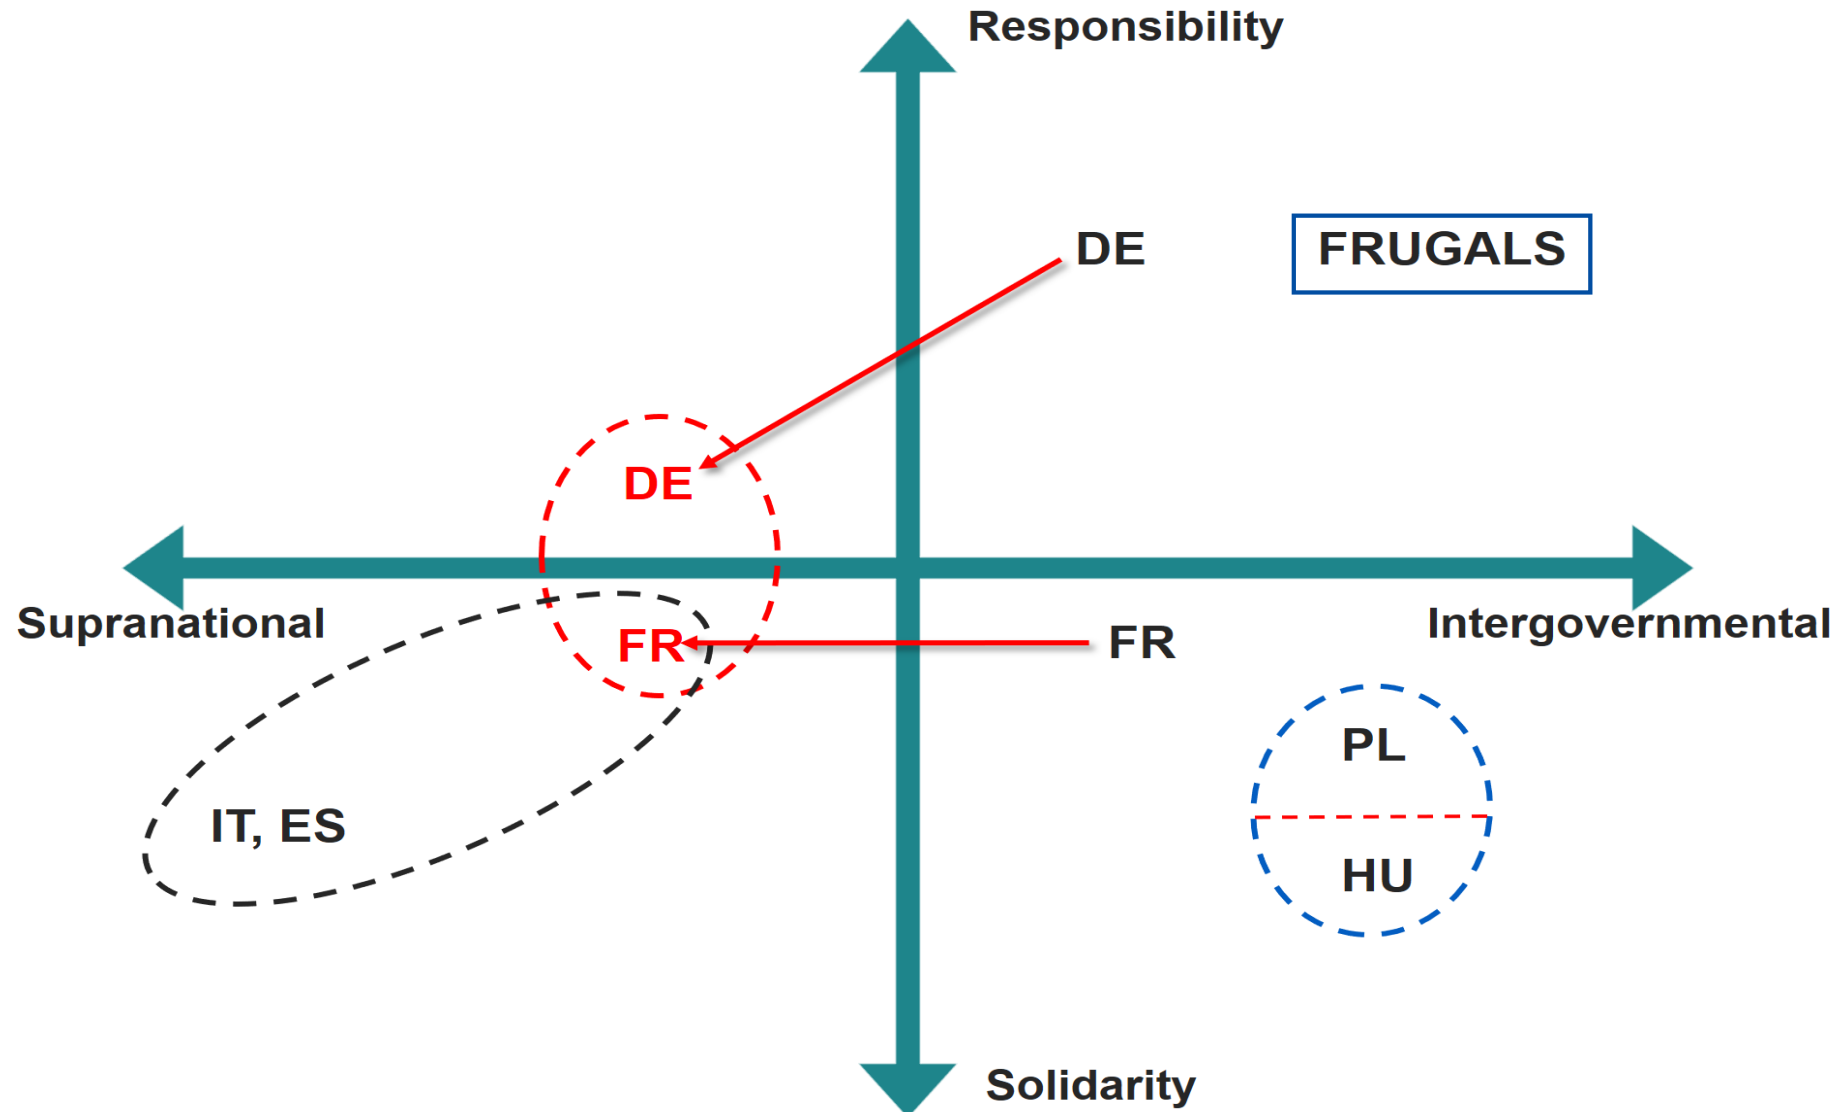 Responsibility
DE
FRUGALS
DE
Supranational
Intergovernmental
FR
FR
PL
IT, ES
HU
Solidarity